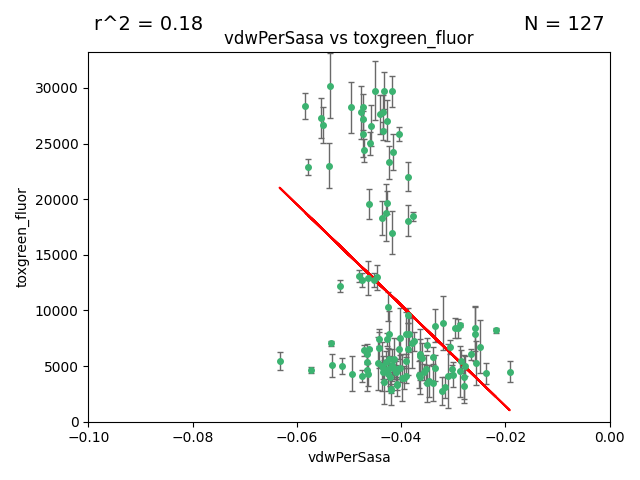 r^2 = 0.18
N = 127
vdwPerSasa vs toxgreen_fluor
toxgreen_fluor
30000
25000
20000
15000
10000
5000
0
−0.10
−0.08
−0.06
−0.04
−0.02
0.00
vdwPerSasa